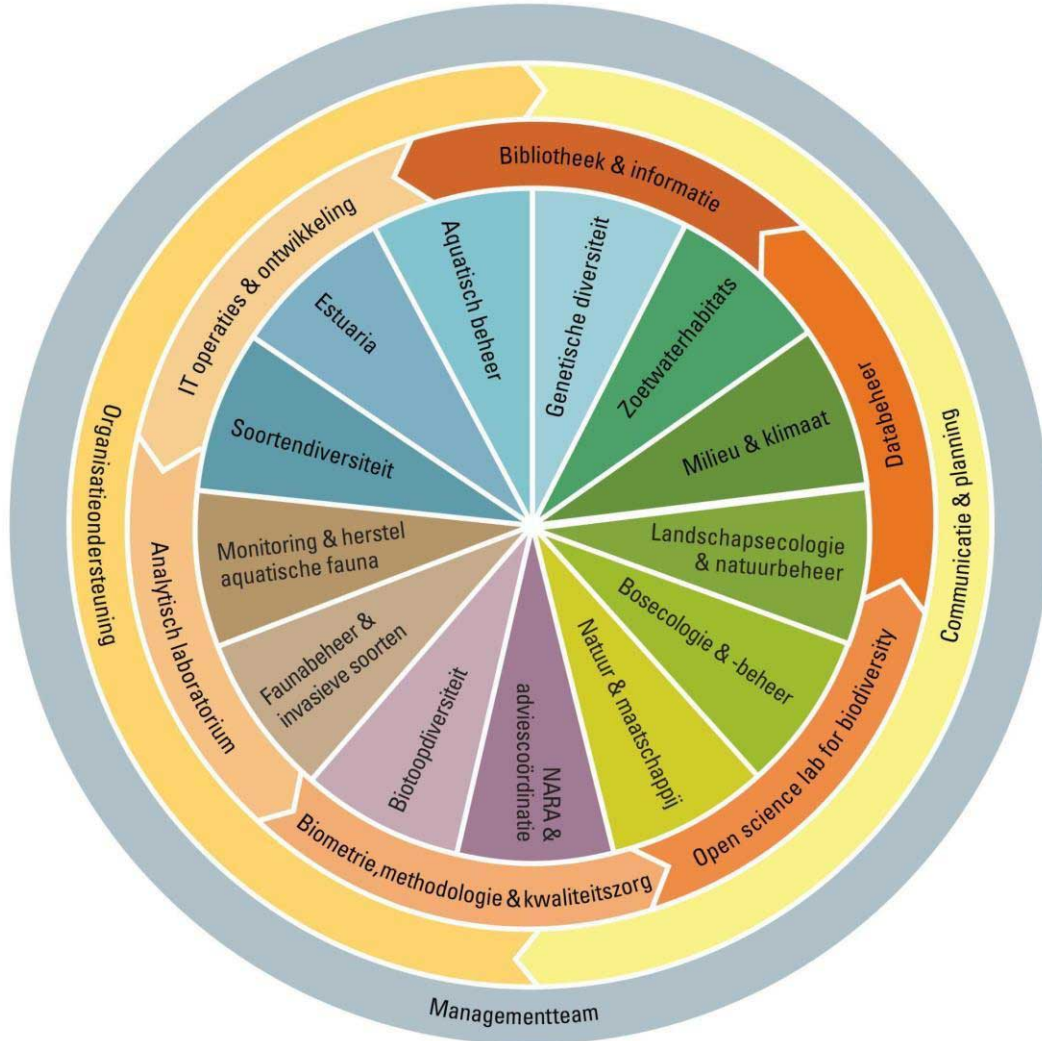 Managementteam
Organisatieondersteuning
Communicatie & planning
Bibliotheek & informatie
Databeheer
Open science lab for biodiversity
Biometrie, methodologie & kwaliteitszorg
Analytisch laboratorium
IT operaties & ontwikkeling
Genetische diversiteit
Zoetwaterhabitats
Milieu & klimaat
Landschapsecologie
& natuurbeheer
Bosecologie & -beheer
Natuur & maatschappij
NARA &
adviescoördinatie
Biotoopdiversiteit
Faunabeheer &
invasieve soorten
Monitoring & herstel
aquatische fauna
Soortendiversiteit
Estuaria
Aquatisch beheer